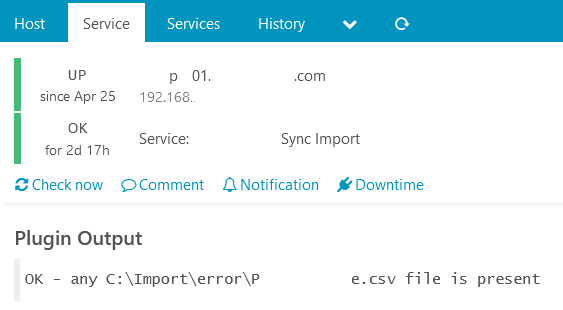 Host Service Services History
UP
p 01. .com
since Apr 25
192.168..
OK
for 2d 17h
Service: Sync Import
Check now Comment Notification Downtime
Plugin Output
OK - any C:\Import\error\P e.csv file is present